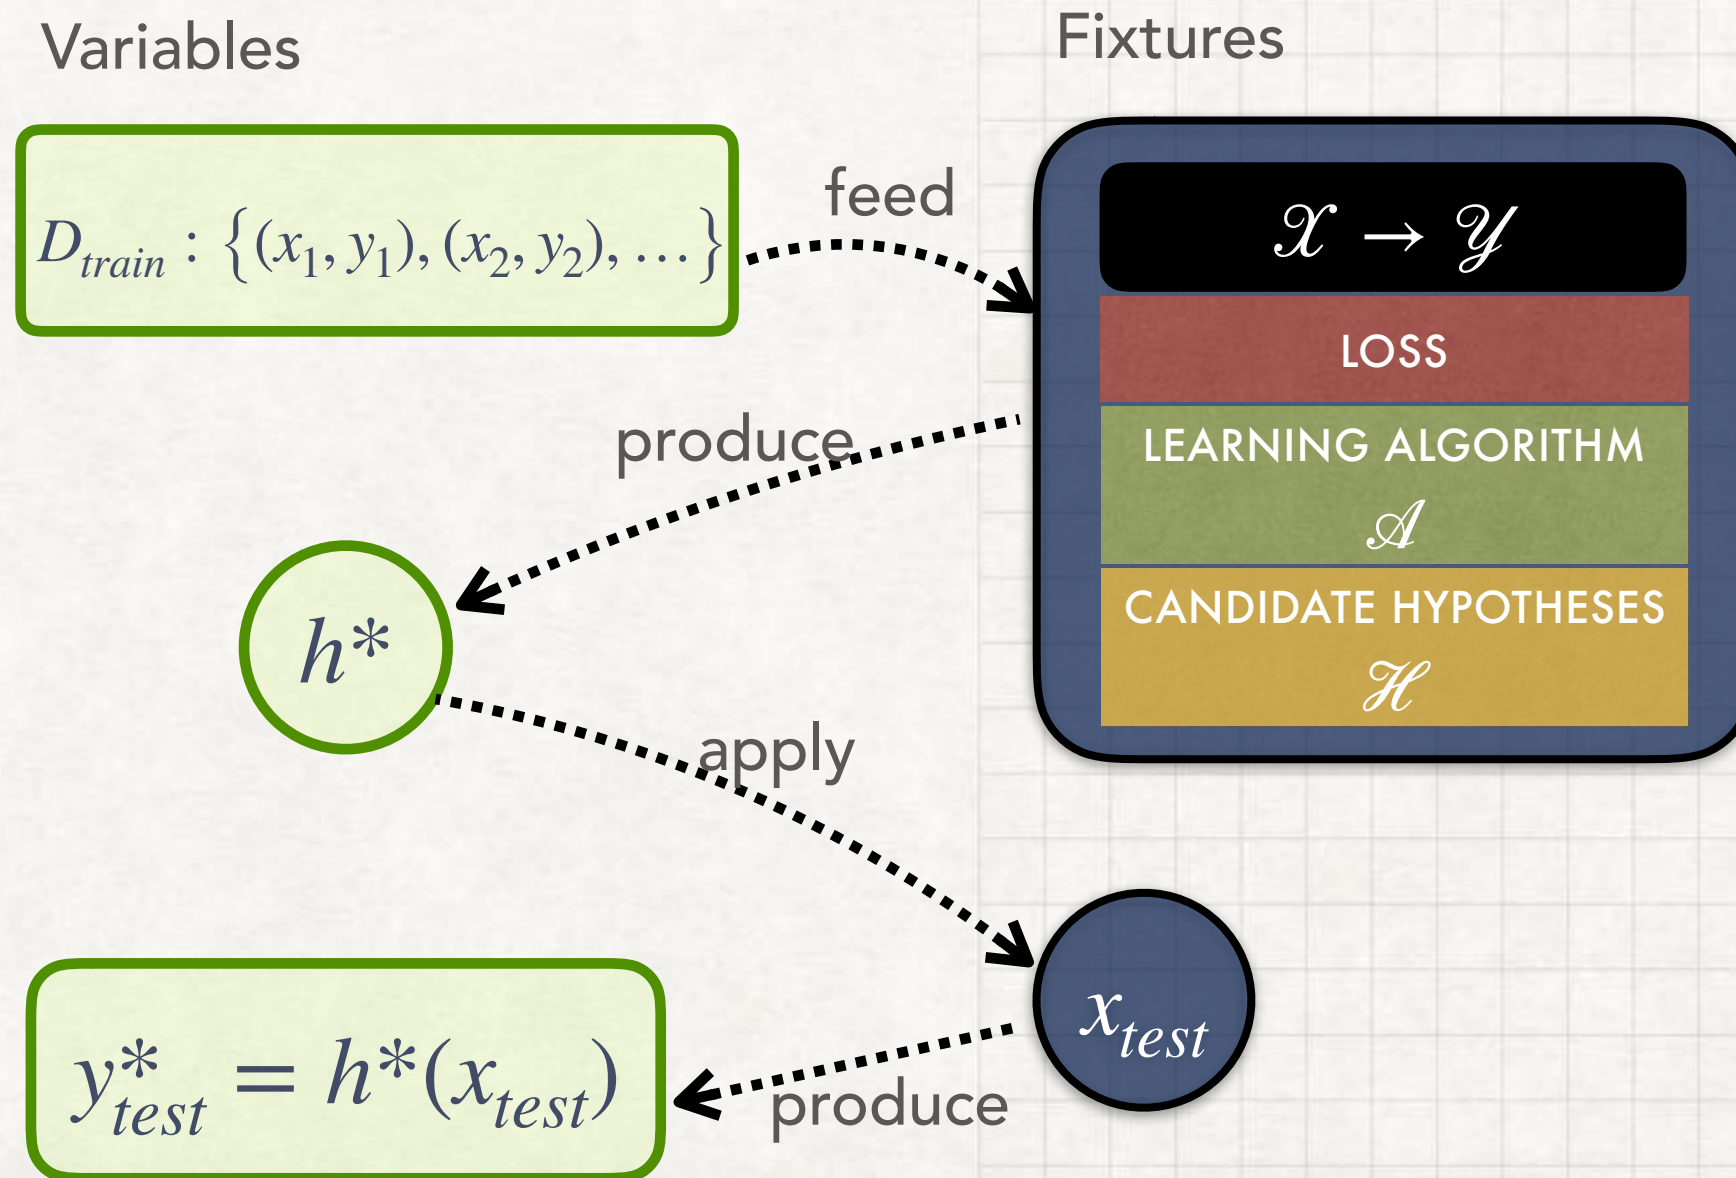 Variables
Fixtures
D_train : {(x_1, y_1), (x_2, y_2), …}
feed
𝒳 → 𝒴
LOSS
produce
LEARNING ALGORITHM
𝒜
CANDIDATE HYPOTHESES
ℋ
h*
apply
x_test
y*_test = h*(x_test)
produce